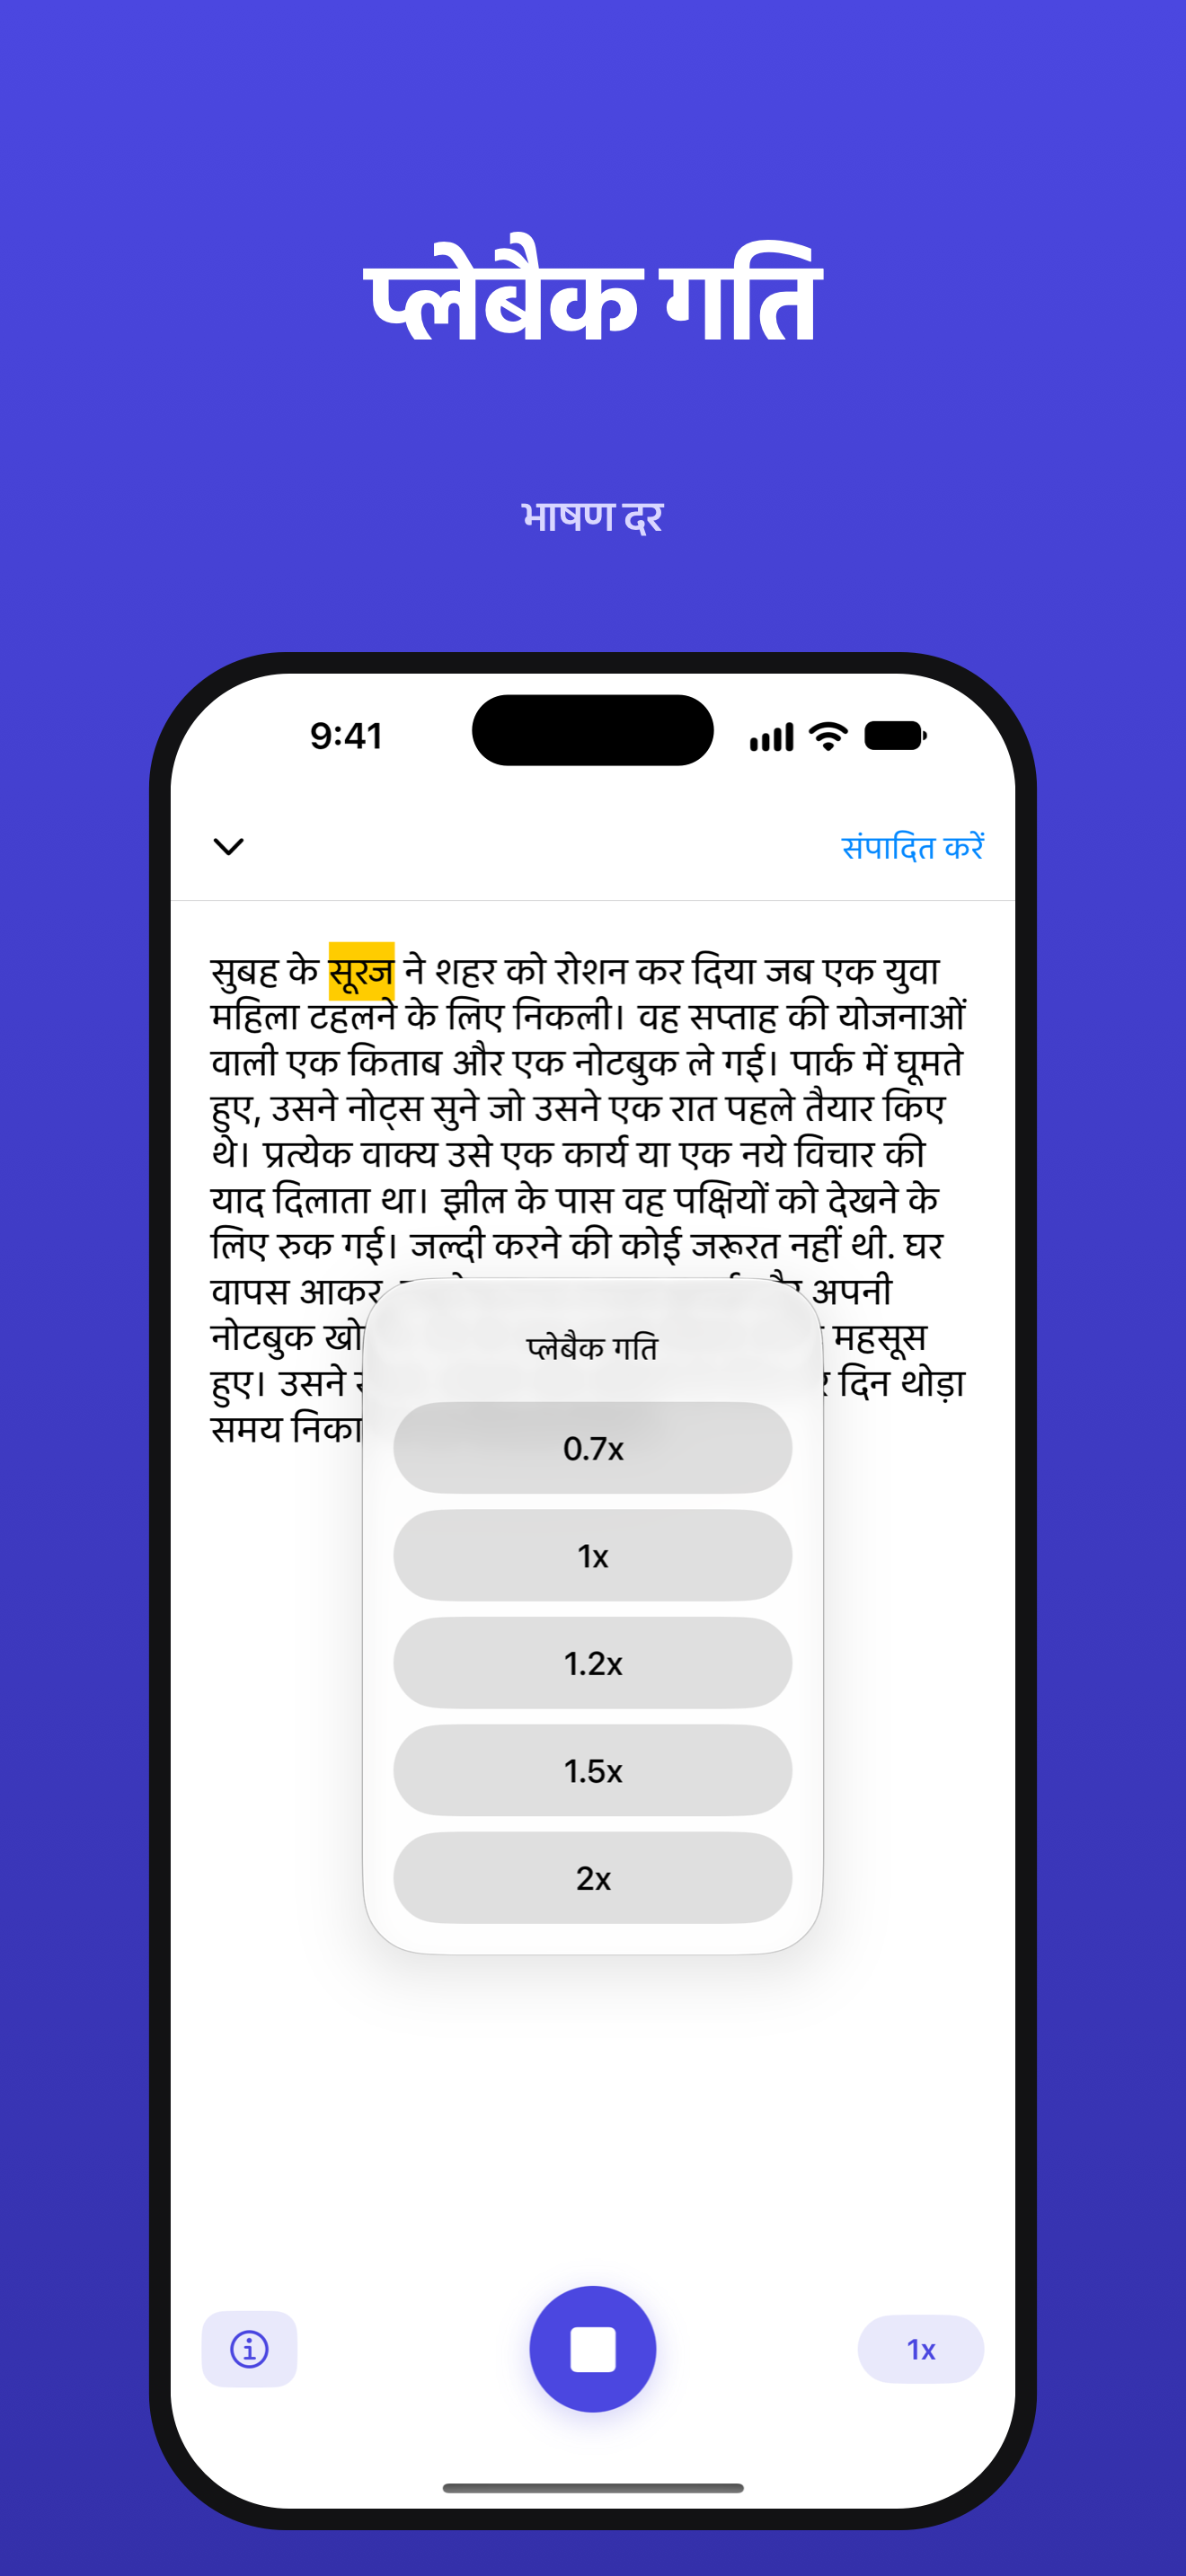 प्लेबैक गति
भाषण दर
9:41
संपादित करें
सुबह के सूरज ने शहर को रोशन कर दिया जब एक युवा
महिला टहलने के लिए निकली। वह सप्ताह की योजनाओं
वाली एक किताब और एक नोटबुक ले गई। पार्क में घूमते
हुए, उसने नोट्स सुने जो उसने एक रात पहले तैयार किए
थे। प्रत्येक वाक्य उसे एक कार्य या एक नये विचार की
याद दिलाता था। झील के पास वह पक्षियों को देखने के
लिए रुक गई। जल्दी करने की कोई जरूरत नहीं थी. घर
वापस आकर और अपनी
नोटबुक महसूस
हुए। उसने दिन थोड़ा
समय
प्लेबैक गति
0.7x
1x
1.2x
1.5x
2x
1x